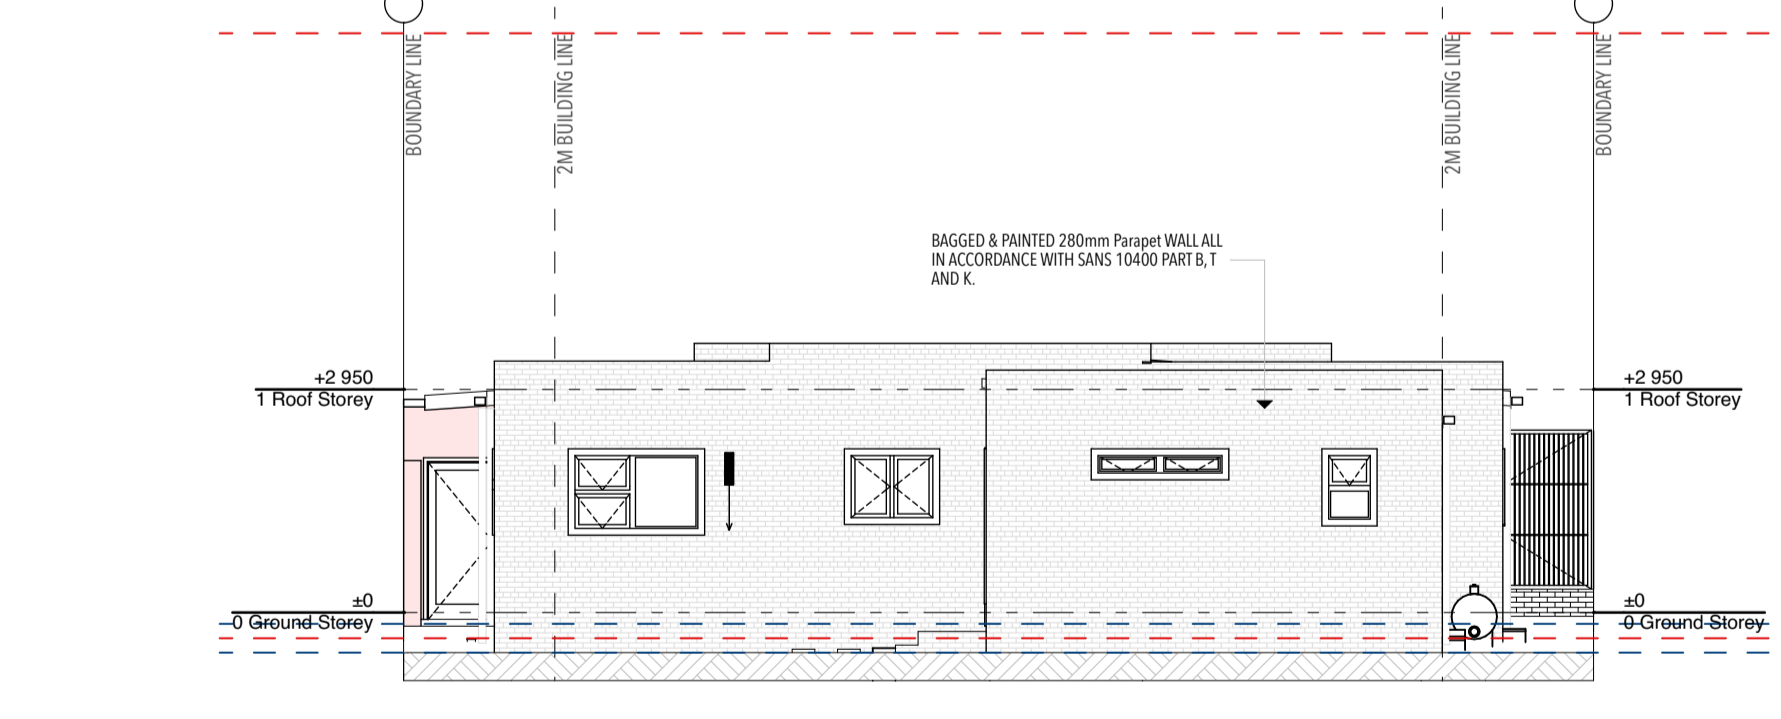 BOUNDARY LINE
2M BUILDING LINE
2M BUILDING LINE
BOUNDARY LINE
BAGGED & PAINTED 280mm Parapet WALL ALL
IN ACCORDANCE WITH SANS 10400 PART B, T
AND K.
+2 950
1 Roof Storey
+2 950
1 Roof Storey
±0
0 Ground Storey
±0
0 Ground Storey